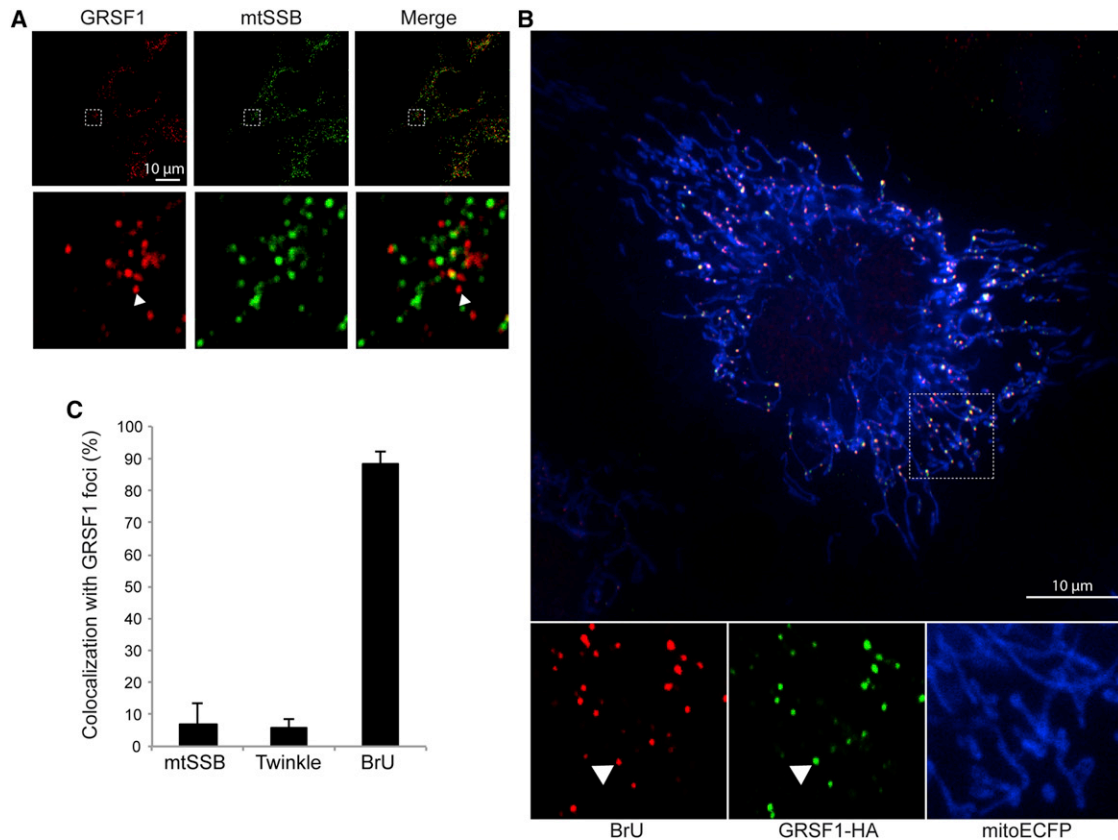 A
GRSF1
mtSSB
Merge
10 µm
B
10 µm
BrU
GRSF1-HA
mitoECFP
C
Colocalization with GRSF1 foci (%)
100
90
80
70
60
50
40
30
20
10
0
mtSSB
Twinkle
BrU